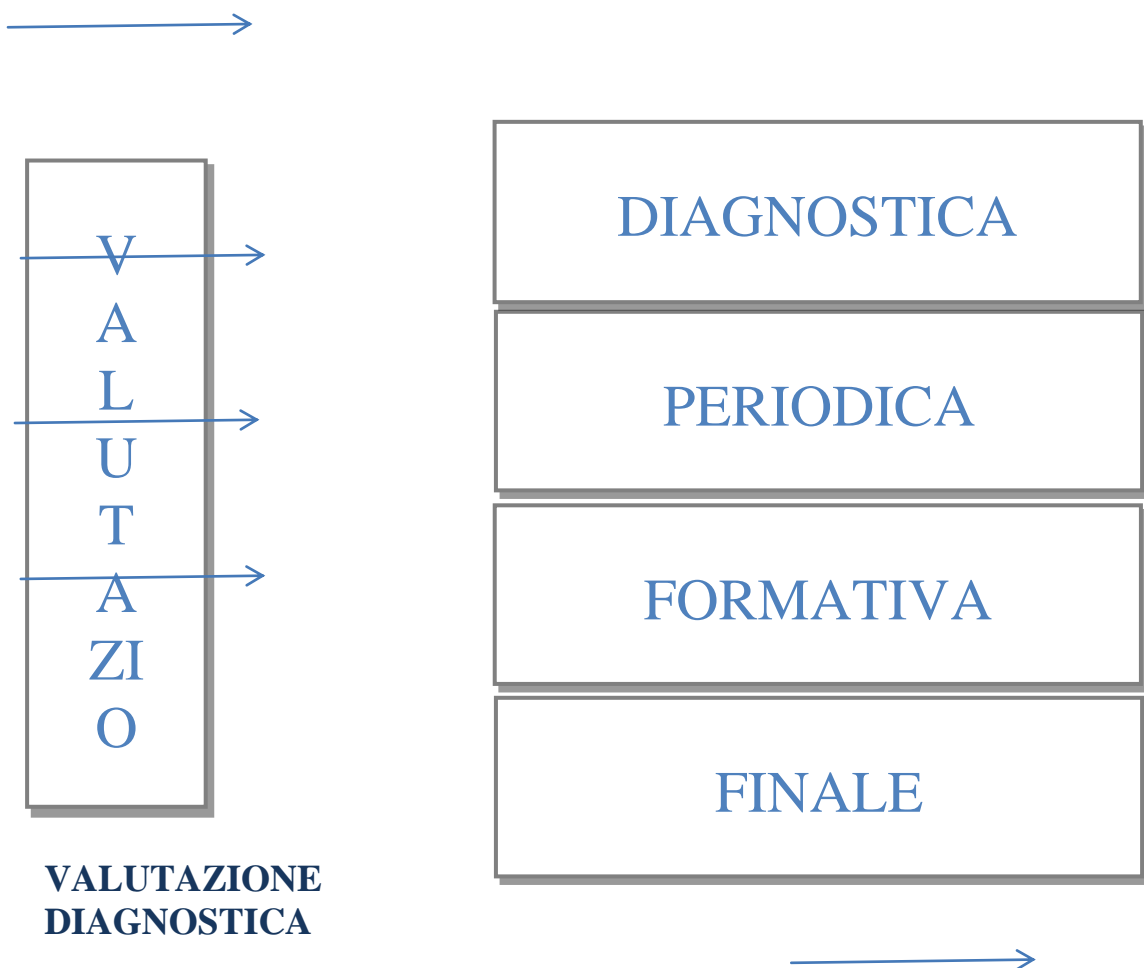 V
A
L
U
T
A
ZI
O
DIAGNOSTICA
PERIODICA
FORMATIVA
FINALE
VALUTAZIONE
DIAGNOSTICA